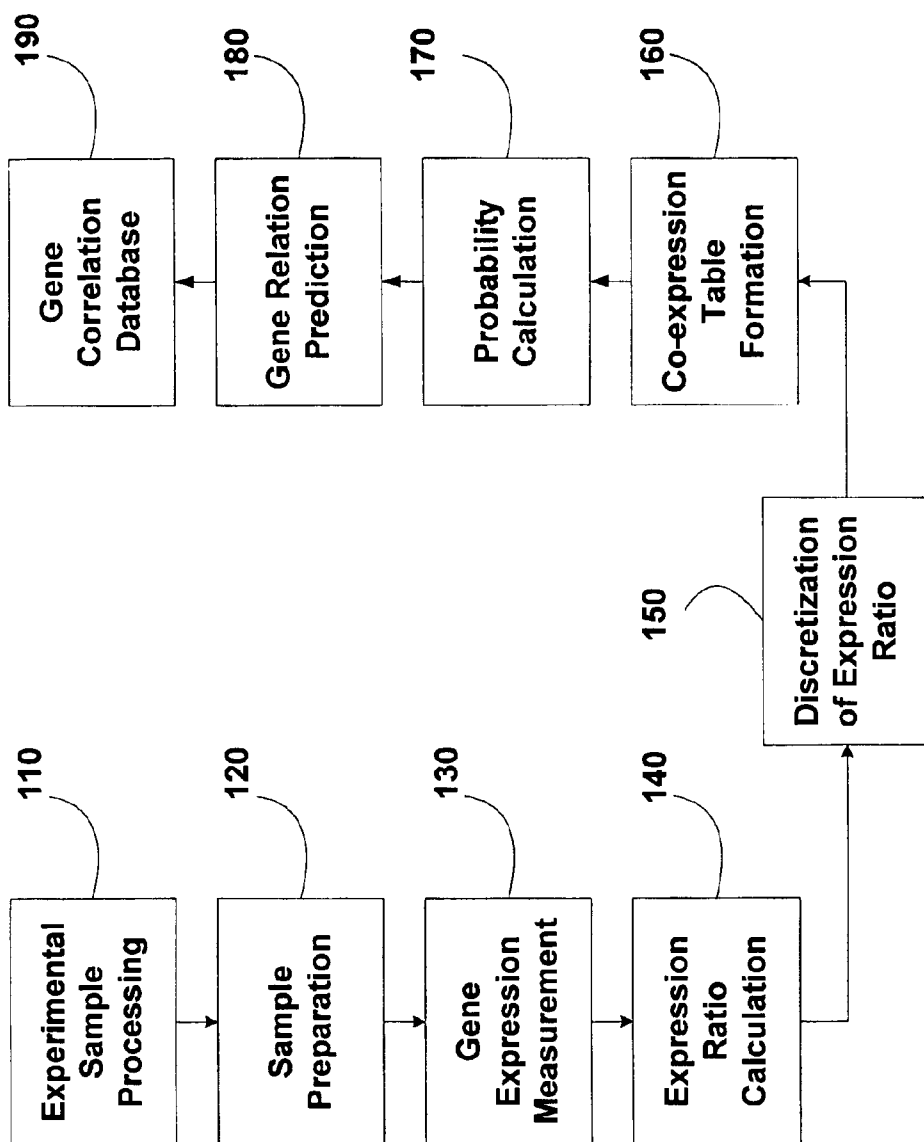 110
Experimental
Sample
Processing
120
Sample
Preparation
130
Gene
Expression
Measurement
140
Expression
Ratio
Calculation
150
Discretization
of Expression
Ratio
160
Co-expression
Table
Formation
170
Probability
Calculation
180
Gene Relation
Prediction
190
Gene
Correlation
Database